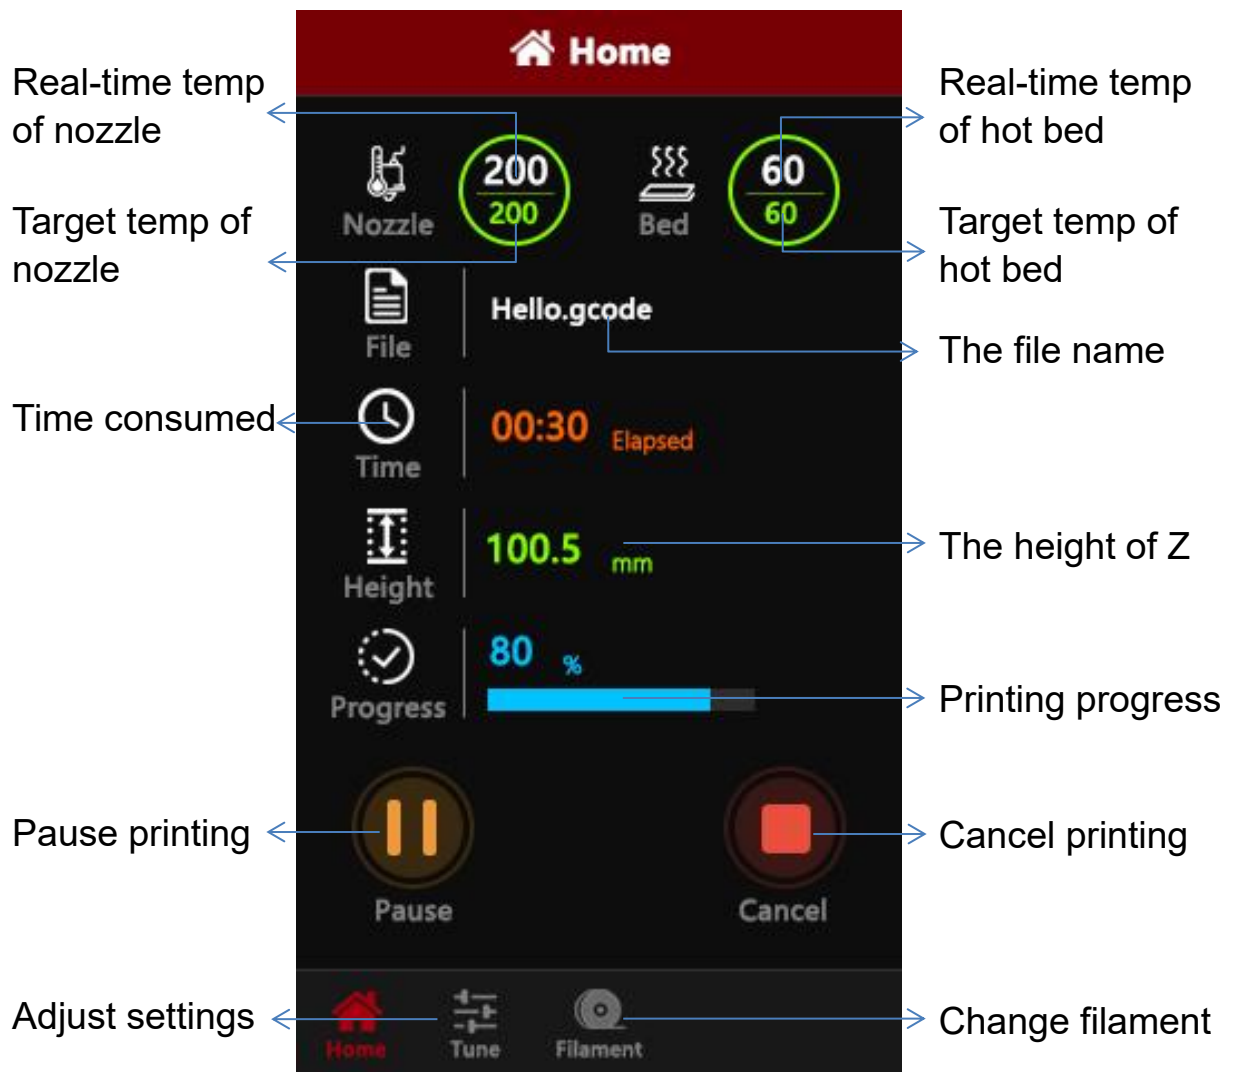 Home
Real-time temp
of nozzle
Real-time temp
of hot bed
200
200
Nozzle
60
60
Bed
Target temp of
nozzle
Target temp of
hot bed
File
Hello.gcode
The file name
Time consumed
Time
00:30 Elapsed
Height
100.5 mm
The height of Z
Progress
80 %
Printing progress
Pause printing
Pause
Cancel
Cancel printing
Adjust settings
Home
Tune
Filament
Change filament